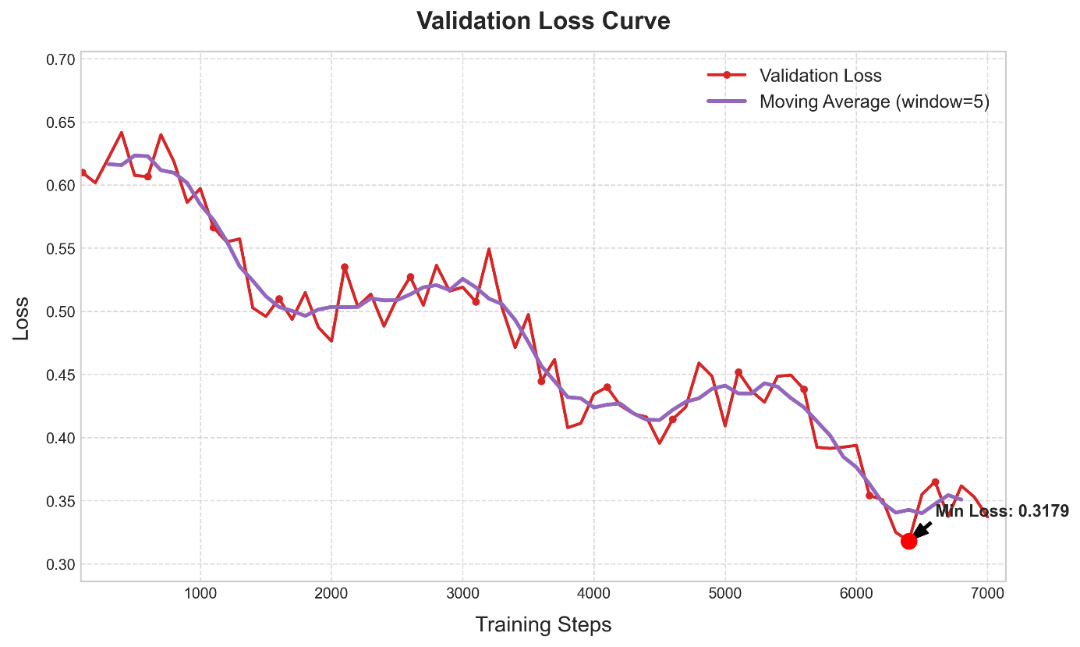 Validation Loss Curve
0.70
0.65
0.60
0.55
0.50
0.45
0.40
0.35
0.30
Loss
Validation Loss
Moving Average (window=5)
Min Loss: 0.3179
1000 2000 3000 4000 5000 6000 7000
Training Steps